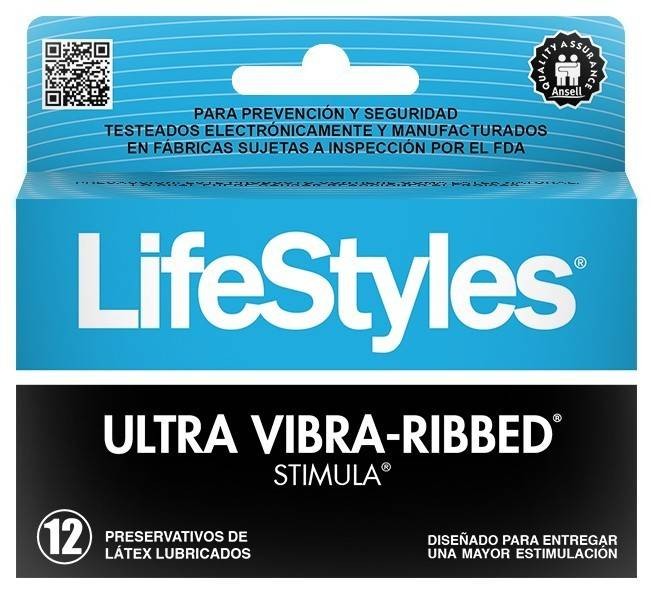 QUALITY ASSURANCE
Ansell
PARA PREVENCIÓN Y SEGURIDAD
TESTEADOS ELECTRÓNICAMENTE Y MANUFACTURADOS
EN FÁBRICAS SUJETAS A INSPECCIÓN POR EL FDA
LifeStyles®
ULTRA VIBRA-RIBBED®
STIMULA®
12
PRESERVATIVOS DE
LÁTEX LUBRICADOS
DISEÑADO PARA ENTREGAR
UNA MAYOR ESTIMULACIÓN